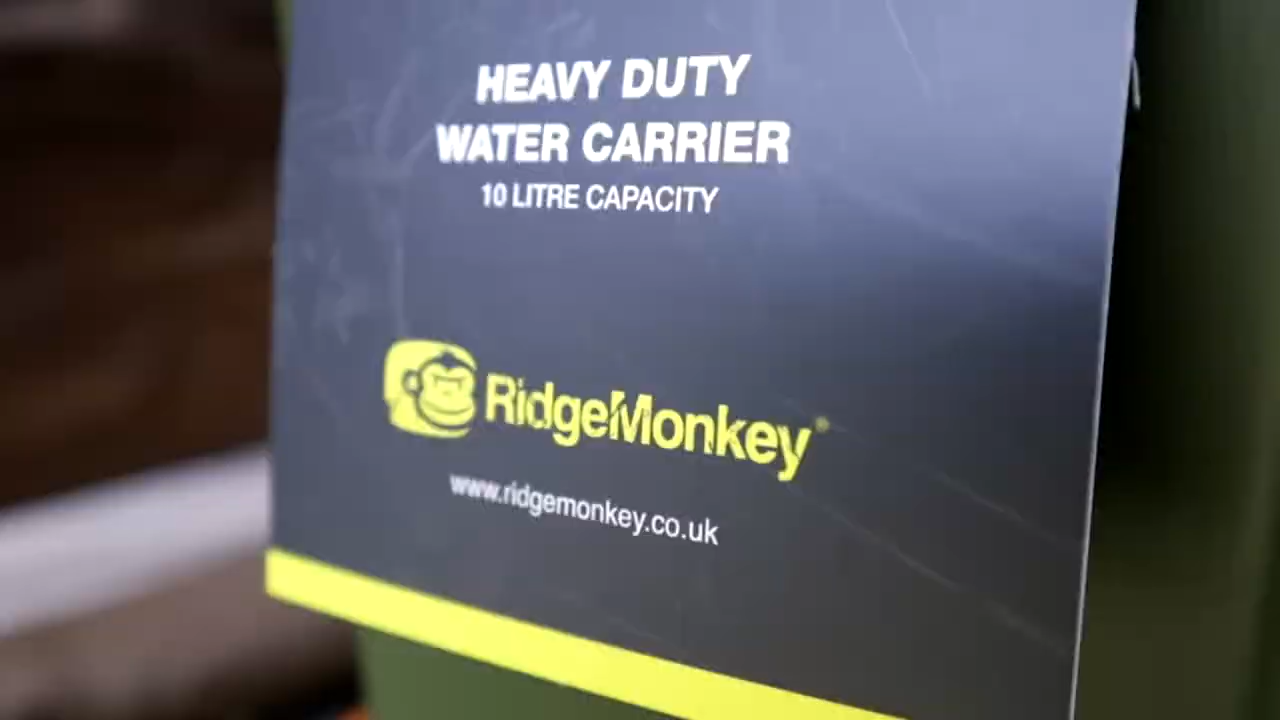 HEAVY DUTY
WATER CARRIER
10 LITRE CAPACITY
RidgeMonkey®
www.ridgemonkey.co.uk